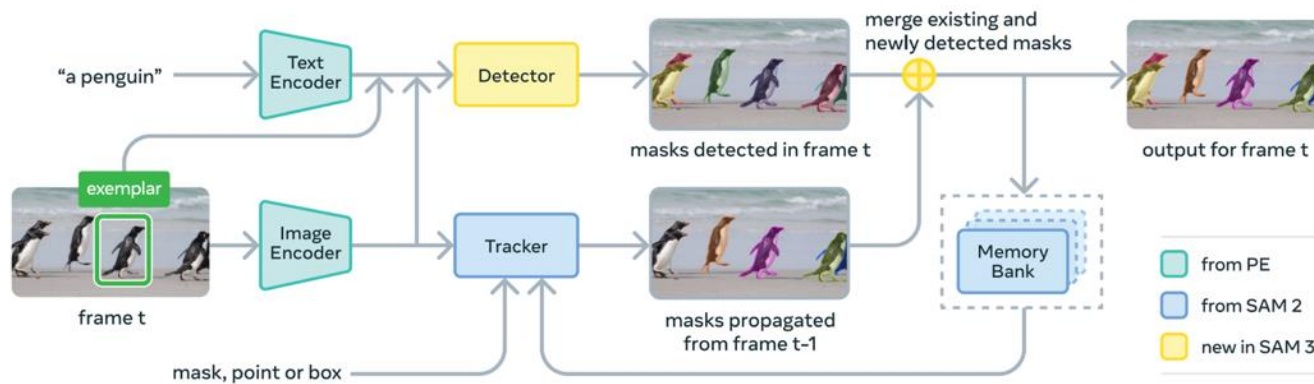 "a penguin"
Text
Encoder
Detector
merge existing and
newly detected masks
masks detected in frame t
output for frame t
exemplar
Image
Encoder
Tracker
Memory
Bank
frame t
masks propagated
from frame t-1
mask, point or box
from PE
from SAM 2
new in SAM 3